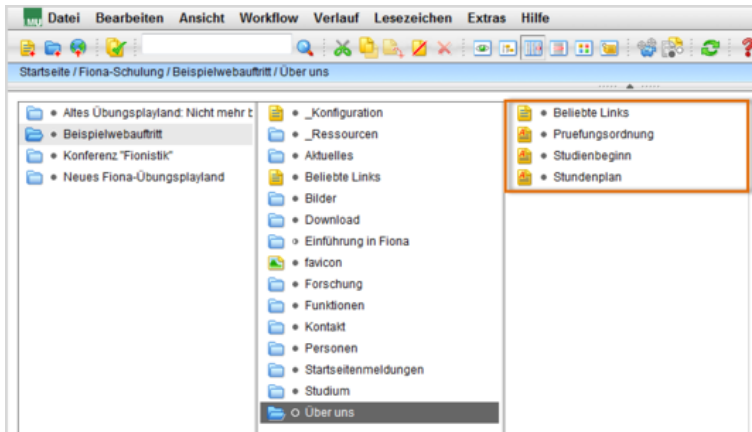 Datei Bearbeiten Ansicht Workflow Verlauf Lesezeichen Extras Hilfe
Startseite / Fiona-Schulung / Beispielwebauftritt / Über uns
Altes Übungsplayland: Nicht mehr b
Beispielwebauftritt
Konferenz "Fionistik"
Neues Fiona-Übungsplayland
_Konfiguration
_Ressourcen
Aktuelles
Beliebte Links
Bilder
Download
Einführung in Fiona
favicon
Forschung
Funktionen
Kontakt
Personen
Startseitenmeldungen
Studium
Über uns
Beliebte Links
Pruefungsordnung
Studienbeginn
Stundenplan